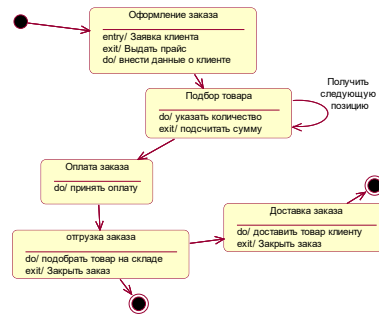 Оформление заказа
entry/ Заявка клиента
exit/ Выдать прайс
do/ внести данные о клиенте
Подбор товара
do/ указать количество
exit/ подсчитать сумму
Получить
следующую
позицию
Оплата заказа
do/ принять оплату
Доставка заказа
do/ доставить товар клиенту
exit/ Закрыть заказ
отгрузка заказа
do/ подобрать товар на складе
exit/ Закрыть заказ